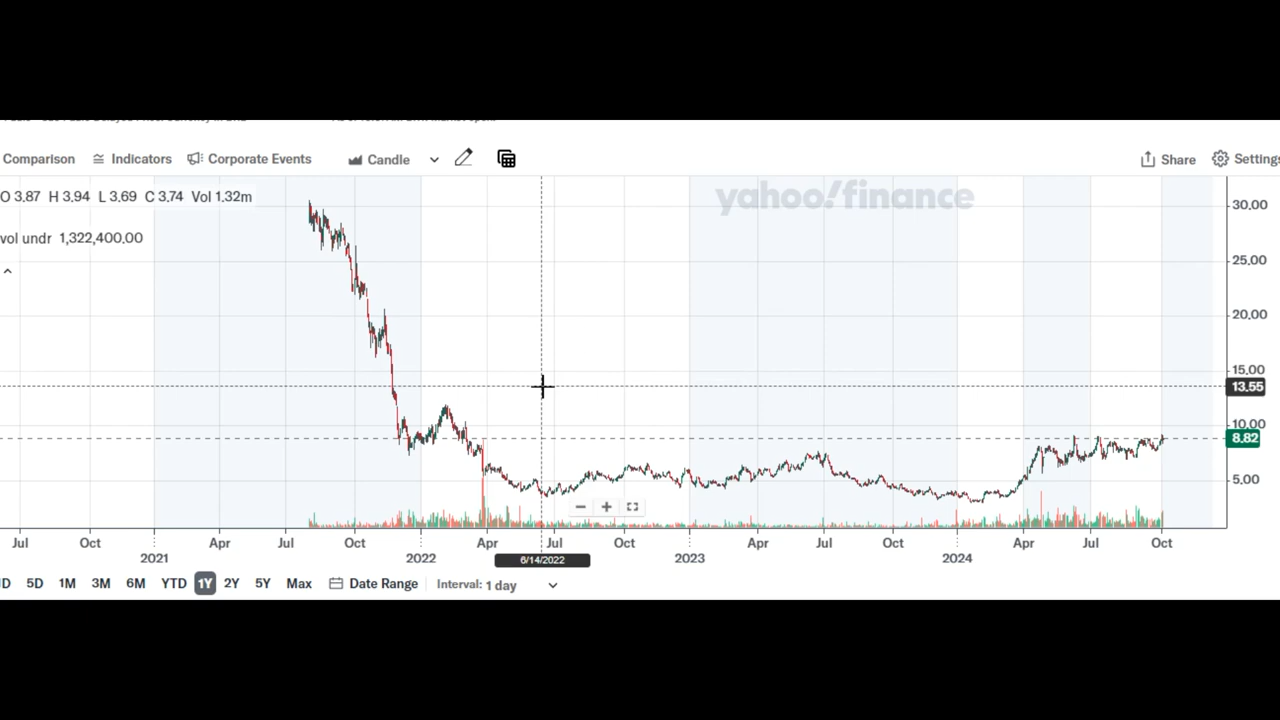 Comparison Indicators Corporate Events Candle Share Settings
O 3.87 H 3.94 L 3.69 C 3.74 Vol 1.32m
yahoo!finance
30.00
vol undr 1,322,400.00
25.00
20.00
15.00
13.55
10.00
8.82
5.00
Jul Oct Apr Jul Oct Apr Jul Oct Apr Jul Oct Apr Jul Oct
2021 2022 6/14/2022 2023 2024
5D 1M 3M 6M YTD 1Y 2Y 5Y Max Date Range Interval: 1 day